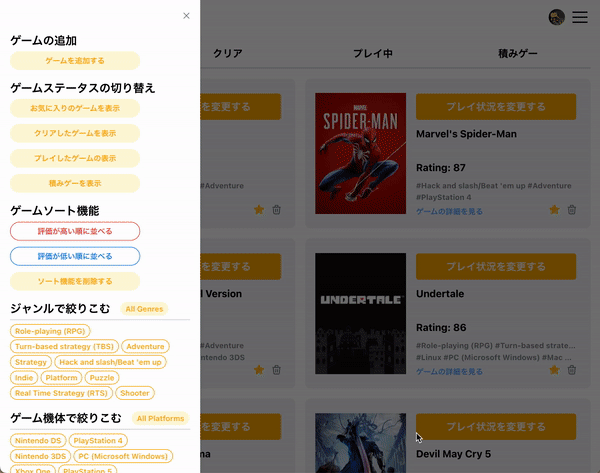 ×
ゲームの追加
ゲームを追加する
ゲームステータスの切り替え
お気に入りのゲームを表示
クリアしたゲームを表示
プレイしたゲームの表示
積みゲーを表示
ゲームソート機能
評価が高い順に並べる
評価が低い順に並べる
ソート機能を削除する
ジャンルで絞りこむ All Genres
Role-playing (RPG)
Turn-based strategy (TBS) Adventure
Strategy Hack and slash/Beat 'em up
Indie Platform Puzzle
Real Time Strategy (RTS) Shooter
ゲーム機体で絞りこむ All Platforms
Nintendo DS PlayStation 4
Nintendo 3DS PC (Microsoft Windows)
Xbox One PlayStation 5
クリア プレイ中 積みゲー
を変更する
#Adventure
MARVEL
SPIDER-MAN
プレイ状況を変更する
Marvel's Spider-Man
Rating: 87
#Hack and slash/Beat 'em up #Adventure
#PlayStation 4
ゲームの詳細を見る
を変更する
l Version
#Adventure
ntendo 3DS
UNDERTALE
プレイ状況を変更する
Undertale
Rating: 86
#Role-playing (RPG) #Turn-based strate...
#Linux #PC (Microsoft Windows) #Mac ...
ゲームの詳細を見る
を変更する
ma
プレイ状況を変更する
Devil May Cry 5